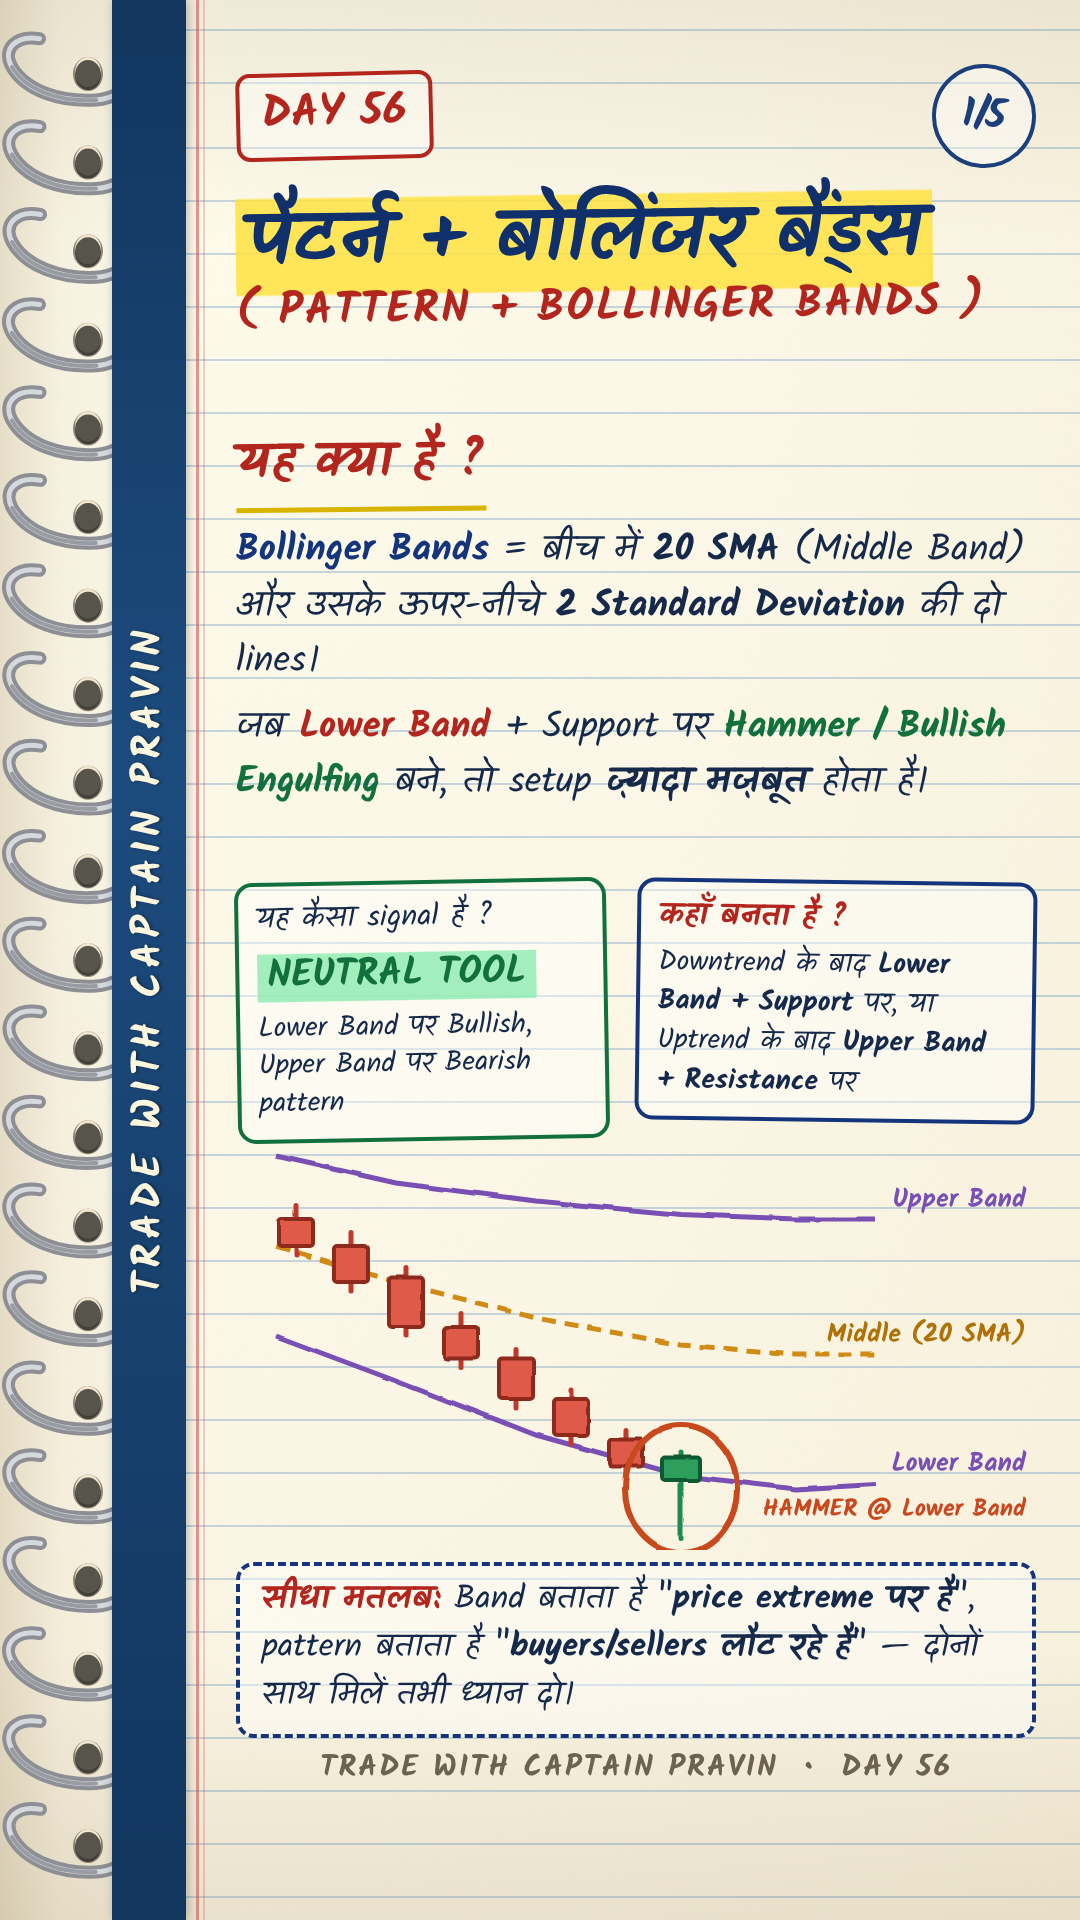 DAY 56
1/5
पैटर्न + बोलिंजर बैंड्स
( PATTERN + BOLLINGER BANDS )
यह क्या है ?
Bollinger Bands = बीच में 20 SMA (Middle Band)
और उसके ऊपर-नीचे 2 Standard Deviation की दो
lines।
जब Lower Band + Support पर Hammer / Bullish
Engulfing बने, तो setup ज़्यादा मज़बूत होता है।
यह कैसा signal है ?
NEUTRAL TOOL
Lower Band पर Bullish,
Upper Band पर Bearish
pattern
कहाँ बनता है ?
Downtrend के बाद Lower
Band + Support पर, या
Uptrend के बाद Upper Band
+ Resistance पर
Upper Band
Middle (20 SMA)
Lower Band
HAMMER @ Lower Band
सीधा मतलब: Band बताता है "price extreme पर है",
pattern बताता है "buyers/sellers लौट रहे हैं" — दोनों
साथ मिलें तभी ध्यान दो।
TRADE WITH CAPTAIN PRAVIN · DAY 56
TRADE WITH CAPTAIN PRAVIN